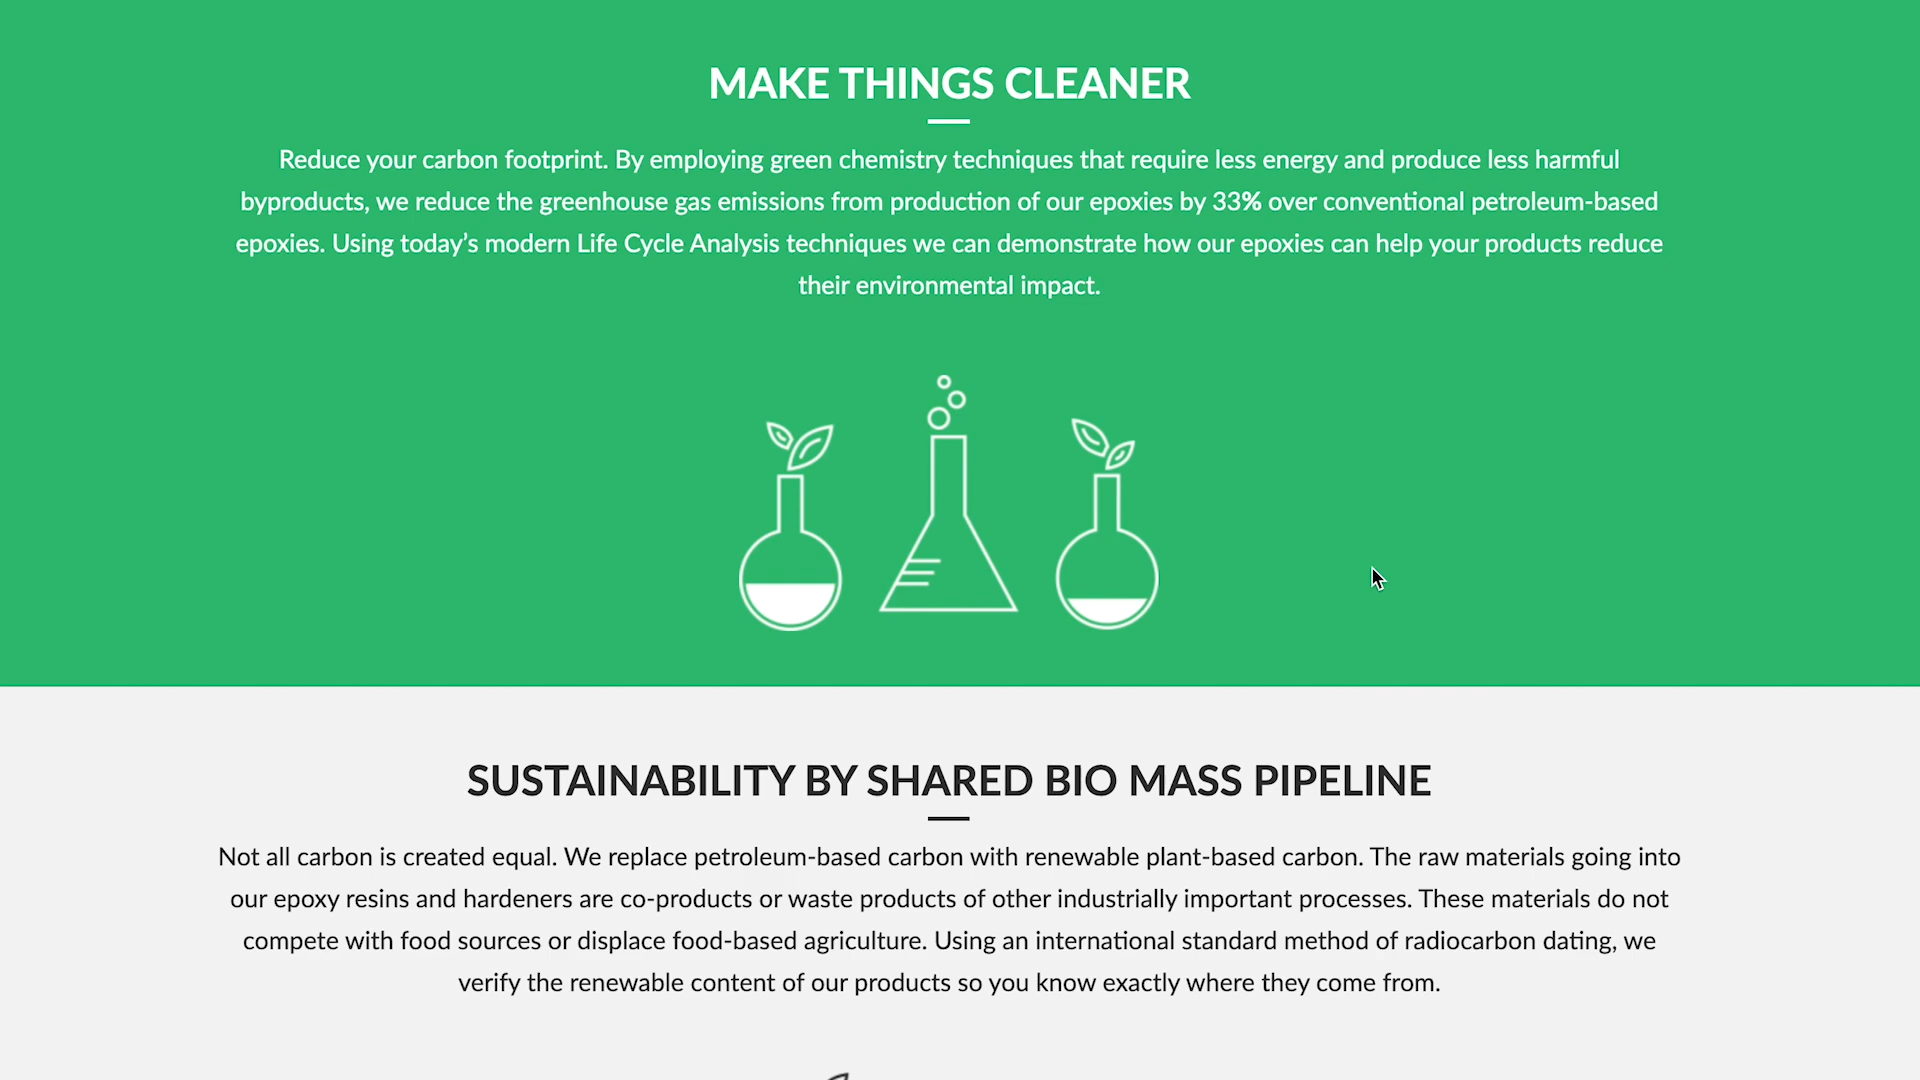 MAKE THINGS CLEANER
Reduce your carbon footprint. By employing green chemistry techniques that require less energy and produce less harmful
byproducts, we reduce the greenhouse gas emissions from production of our epoxies by 33% over conventional petroleum-based
epoxies. Using today’s modern Life Cycle Analysis techniques we can demonstrate how our epoxies can help your products reduce
their environmental impact.
SUSTAINABILITY BY SHARED BIO MASS PIPELINE
Not all carbon is created equal. We replace petroleum-based carbon with renewable plant-based carbon. The raw materials going into
our epoxy resins and hardeners are co-products or waste products of other industrially important processes. These materials do not
compete with food sources or displace food-based agriculture. Using an international standard method of radiocarbon dating, we
verify the renewable content of our products so you know exactly where they come from.